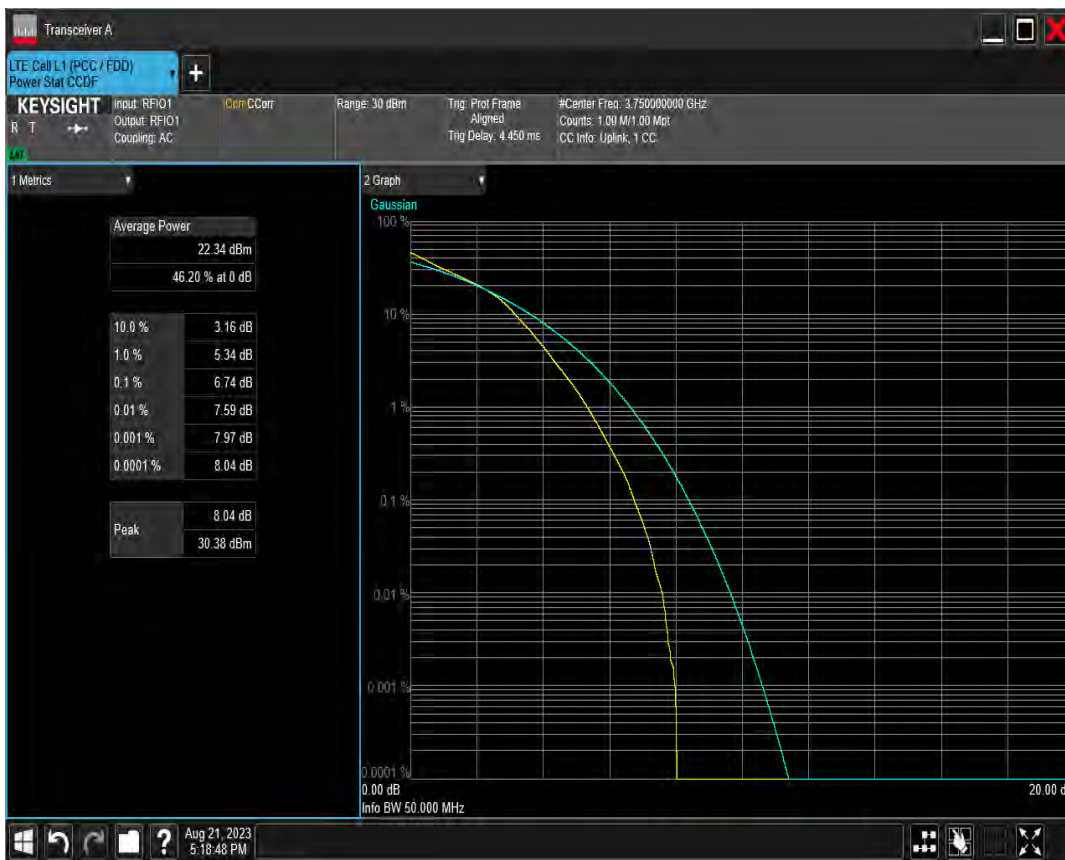 Transceiver A
LTE Cell L1 (PCC / FDD)
Power Stat CCDF
+
KEYSIGHT
R T
LNI
Input: RFIO1
Output: RFIO1
Coupling: AC
Corr CCorr
Range: 30 dBm
Trig: Prot Frame
Aligned
Trig Delay: 4.450 ms
#Center Freq: 3.750000000 GHz
Counts: 1.00 M/1.00 Mpt
CC Info: Uplink, 1 CC
1 Metrics
Average Power
22.34 dBm
46.20 % at 0 dB
10.0 % 3.16 dB
1.0 % 5.34 dB
0.1 % 6.74 dB
0.01 % 7.59 dB
0.001 % 7.97 dB
0.0001 % 8.04 dB
Peak
8.04 dB
30.38 dBm
2 Graph
Gaussian
100 %
10 %
1 %
0.1 %
0.01 %
0.001 %
0.0001 %
0.00 dB
20.00 d
Info BW 50.000 MHz
?
Aug 21, 2023
5:18:48 PM